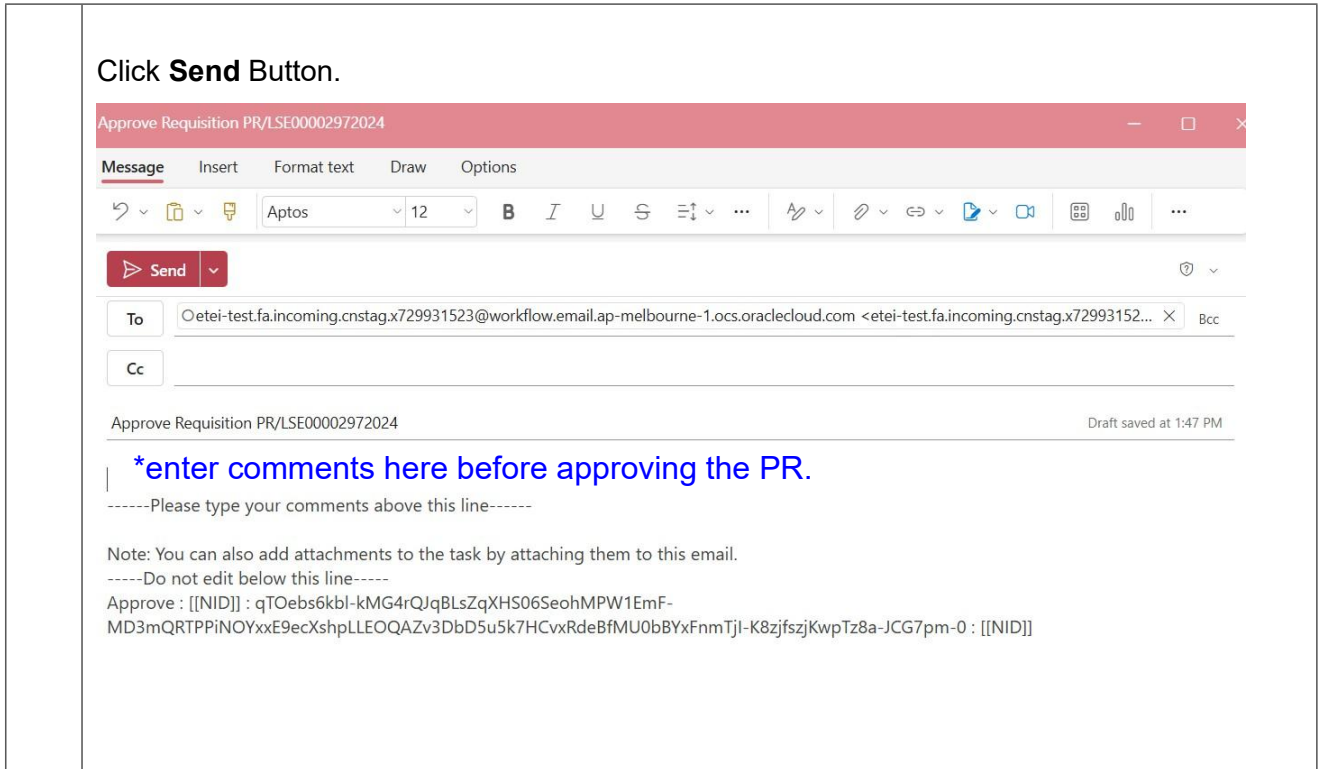 Click Send Button.
Approve Requisition PR/LSE00002972024
Message Insert Format text Draw Options
Aptos 12 B I U S ... ...
Send
To etei-test.fa.incoming.cnstag.x729931523@workflow.email.ap-melbourne-1.ocs.oraclecloud.com <etei-test.fa.incoming.cnstag.x72993152... Bcc
Cc
Approve Requisition PR/LSE00002972024 Draft saved at 1:47 PM
*enter comments here before approving the PR.
------Please type your comments above this line------
Note: You can also add attachments to the task by attaching them to this email.
-----Do not edit below this line-----
Approve : [[NID]] : qTOebs6kbl-kMG4rQJqBLsZqXHS06SeohMPW1EmF-
MD3mQRTPPiNOYxxE9ecXshpLLEOQAZv3DbD5u5k7HCvxRdeBfMU0bBYxFnmTjI-K8zjfszjKwpTz8a-JCG7pm-0 : [[NID]]